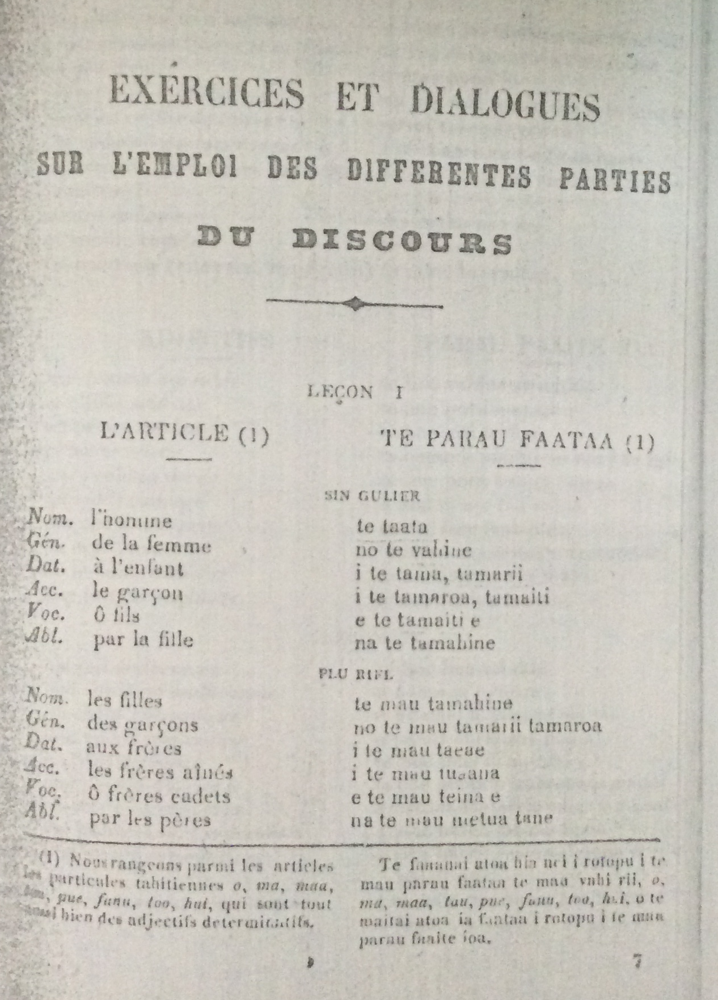 EXERCICES ET DIALOGUES
SUR L'EMPLOI DES DIFFERENTES PARTIES
DU DISCOURS
LEÇON I
L'ARTICLE (1) TE PARAU FAATAA (1)
SIN GULIER
Nom. l'homme te taata
Gén. de la femme no te vahine
Dat. à l'enfant i te tama, tamarii
Acc. le garçon i te tamaroa, tamaiti
Voc. Ô fils e te tamaiti e
Abl. par la fille na te tamahine
PLU RIEL
Nom. les filles te mau tamahine
Gén. des garçons no te mau tamarii tamaroa
Dat. aux frères i te mau taeae
Acc. les frères aînés i te mau tuaana
Voc. Ô frères cadets e te mau teina e
Abl. par les pères na te mau metua tane
(1) Nous rangeons parmi les articles
les particules tahitiennes o, ma, maa,
tau, pue, fanu, too, hui, qui sont tout
aussi bien des adjectifs determinatifs.
Te atoa hia nei i rotopu i te
mau parau faataa te mau vahi rii, o,
ma, maa, tau, pue, fanu, too, hui, o te
maitai atoa ia faataa i rotopu i te mau
parau faaite ioa.
7